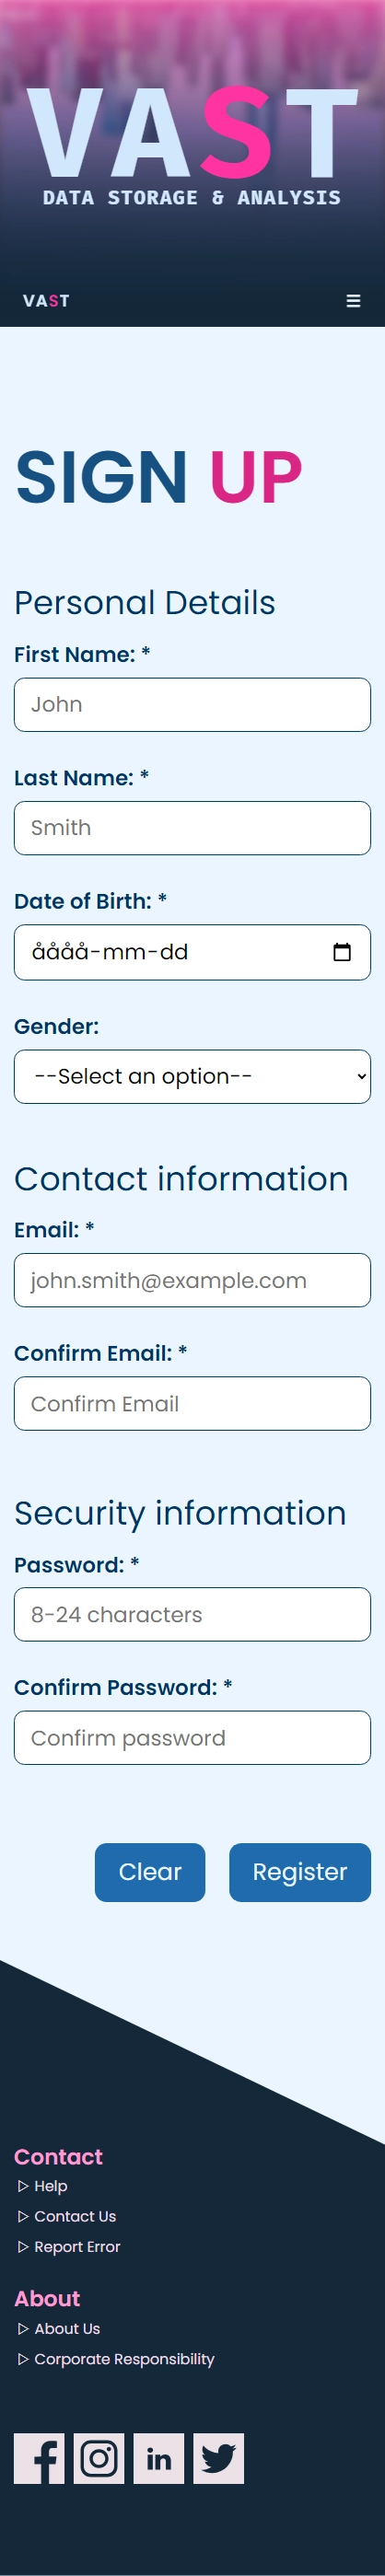 VAST
DATA STORAGE & ANALYSIS
VAST
SIGN UP
Personal Details
First Name: *
John
Last Name: *
Smith
Date of Birth: *
åååå-mm-dd
Gender:
--Select an option--
Contact information
Email: *
john.smith@example.com
Confirm Email: *
Confirm Email
Security information
Password: *
8-24 characters
Confirm Password: *
Confirm password
Clear Register
Contact
Help
Contact Us
Report Error
About
About Us
Corporate Responsibility